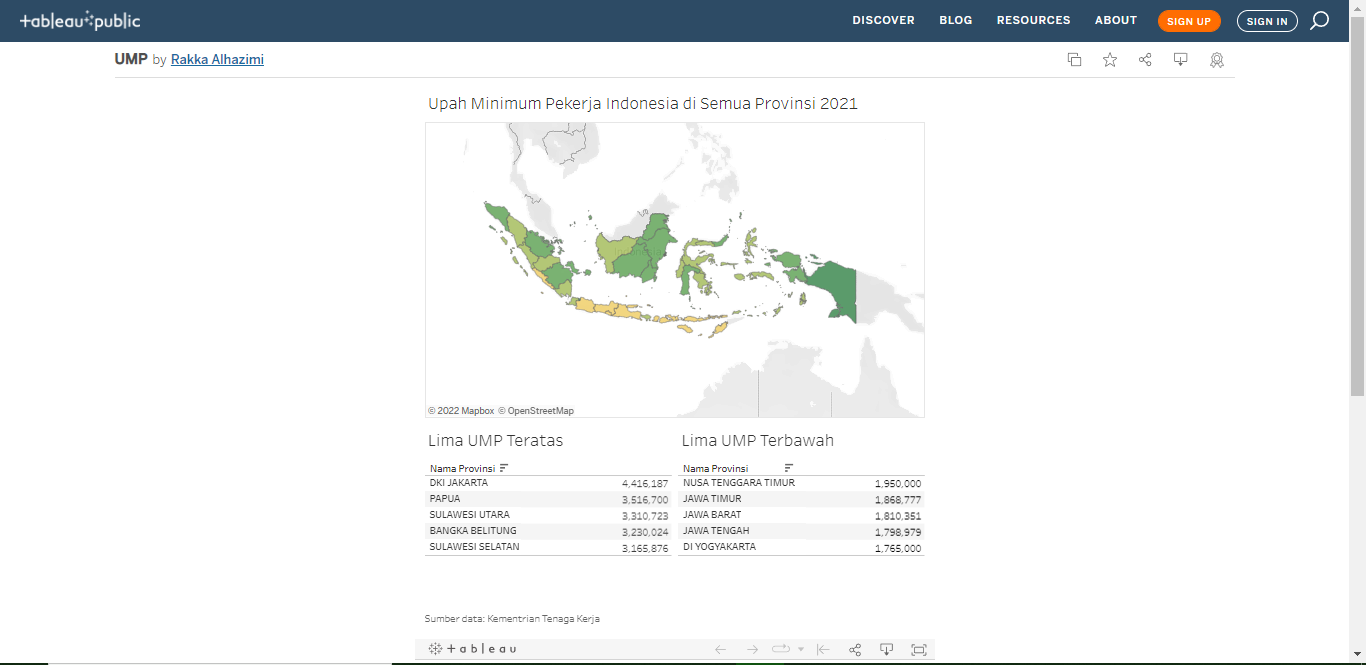 +ableau public
DISCOVER BLOG RESOURCES ABOUT SIGN UP SIGN IN
UMP by Rakka Alhazimi
Upah Minimum Pekerja Indonesia di Semua Provinsi 2021
© 2022 Mapbox © OpenStreetMap
Lima UMP Teratas
Nama Provinsi
DKI JAKARTA 4,416,187
PAPUA 3,516,700
SULAWESI UTARA 3,310,723
BANGKA BELITUNG 3,230,024
SULAWESI SELATAN 3,165,876
Lima UMP Terbawah
Nama Provinsi
NUSA TENGGARA TIMUR 1,950,000
JAWA TIMUR 1,868,777
JAWA BARAT 1,810,351
JAWA TENGAH 1,798,979
DI YOGYAKARTA 1,765,000
Sumber data: Kementrian Tenaga Kerja
+ableau